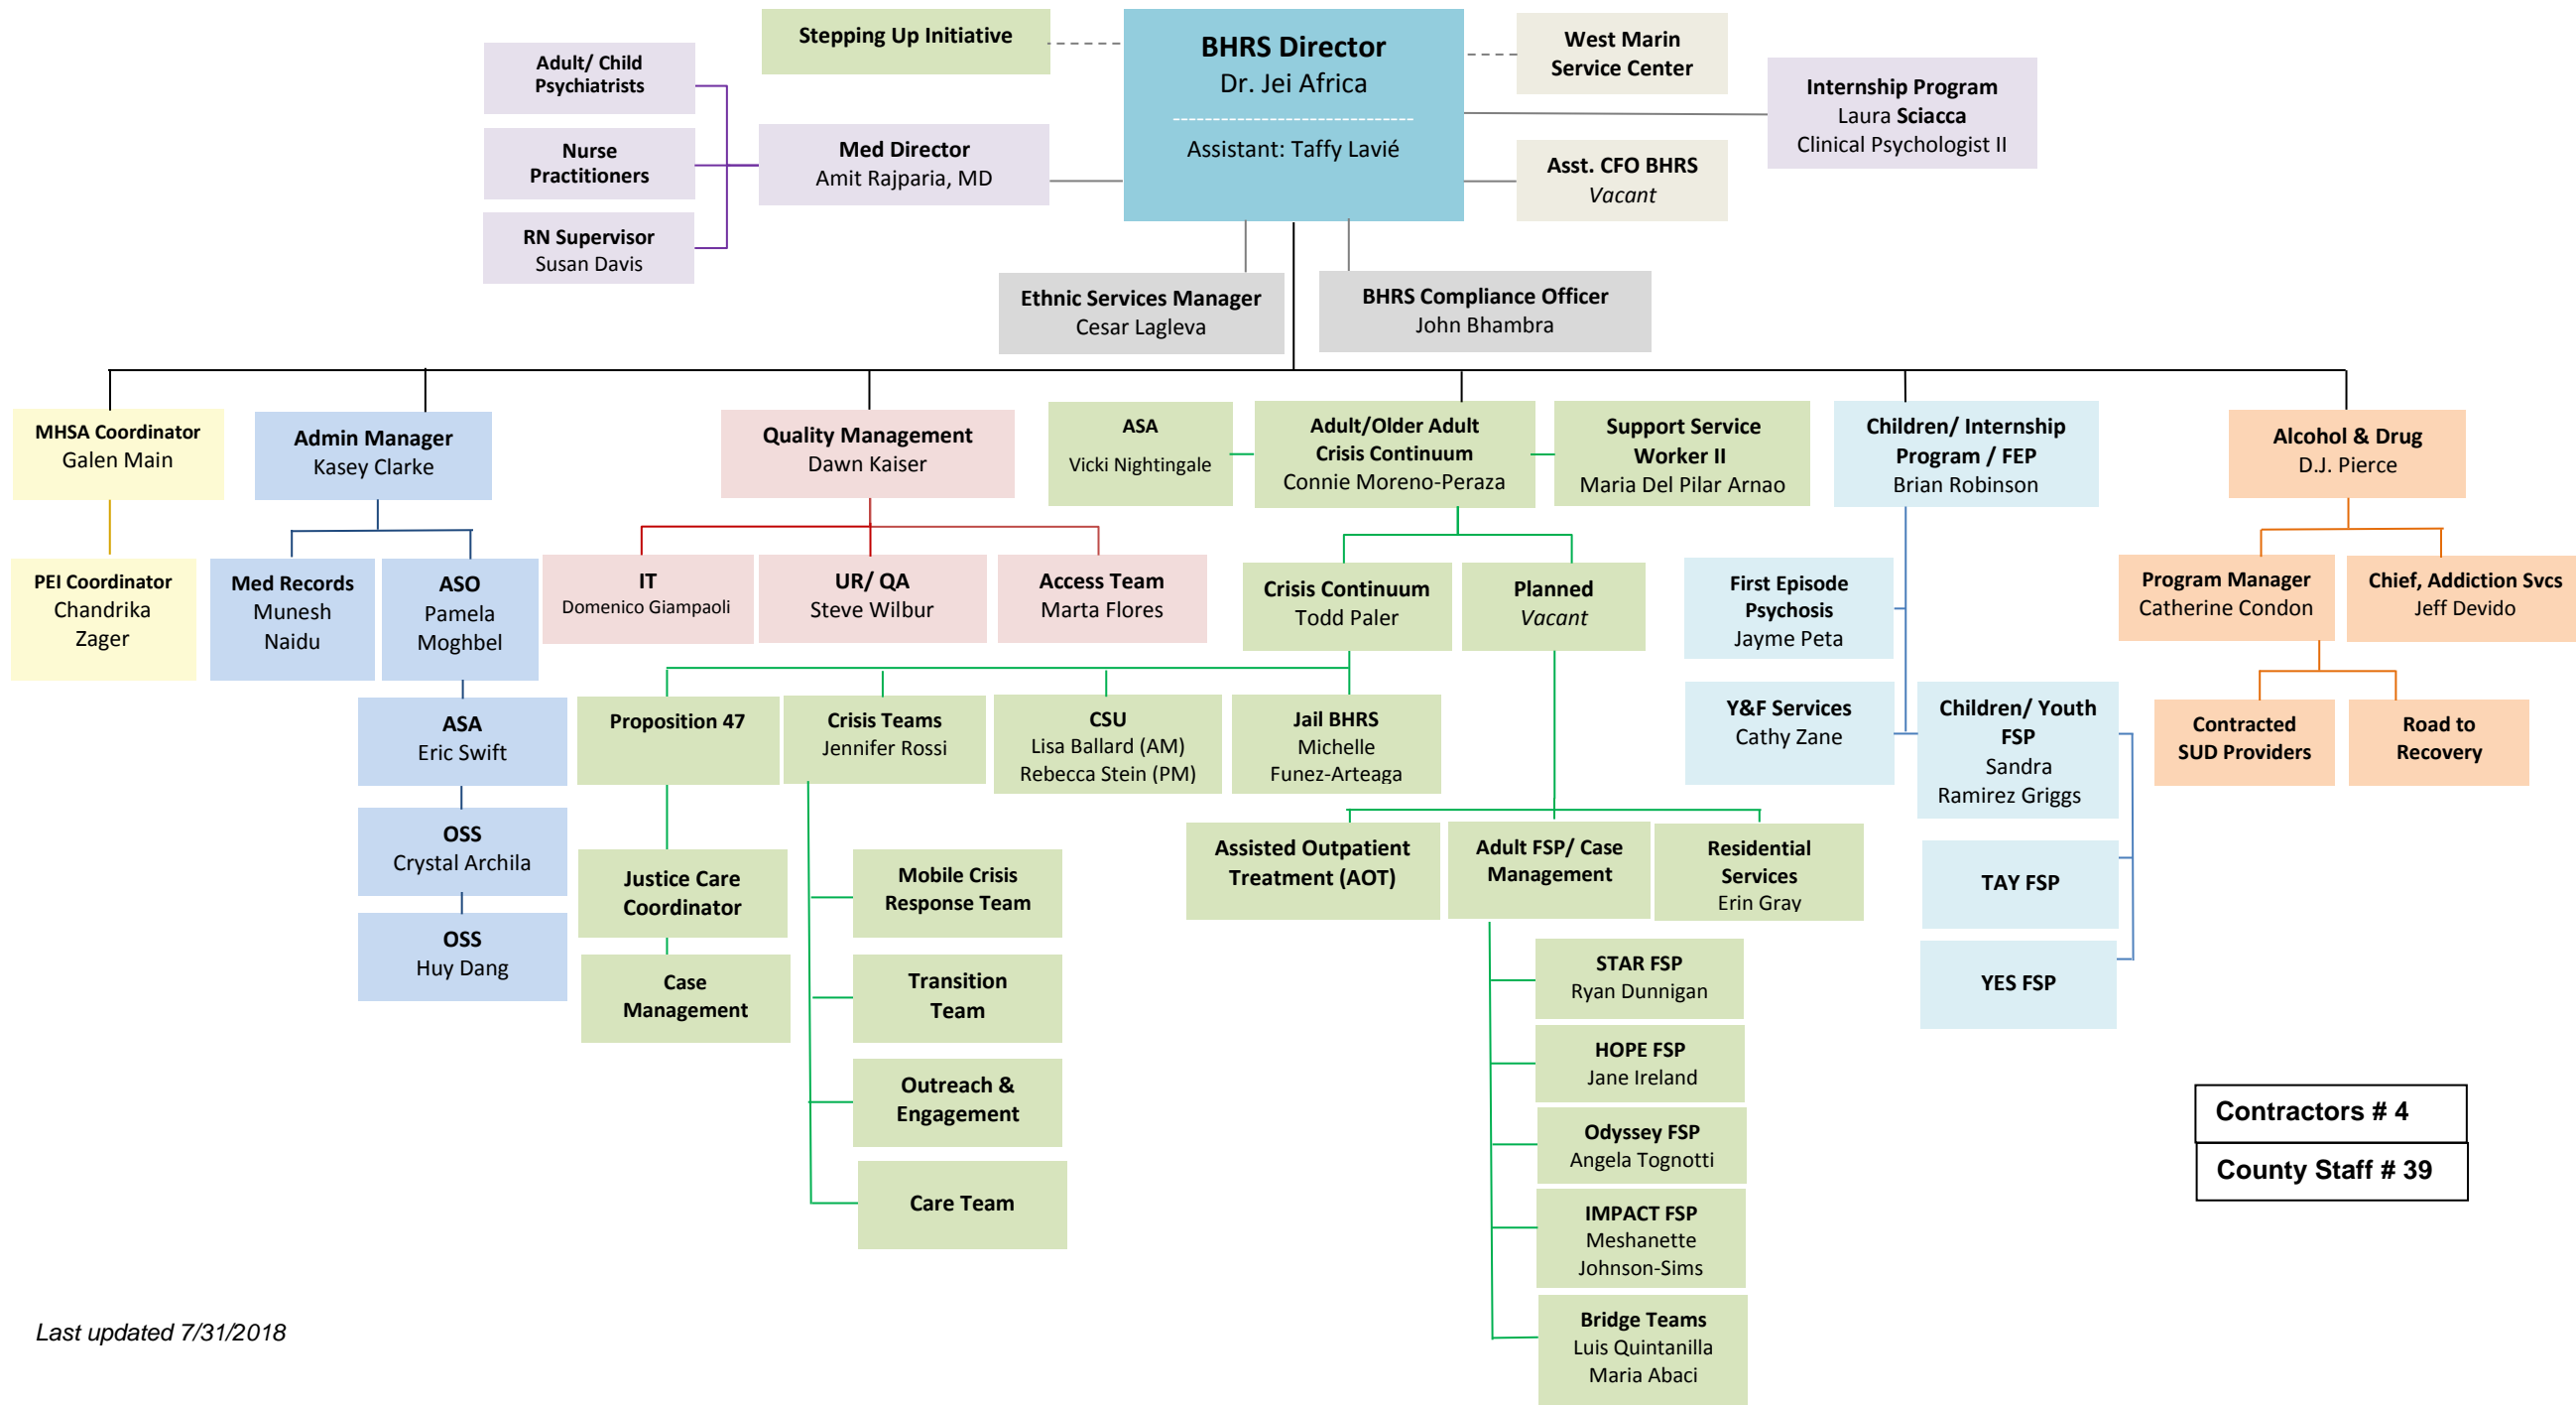 Stepping Up Initiative
BHRS Director
Dr. Jei Africa
Assistant: Taffy Lavié
West Marin
Service Center
Adult/ Child
Psychiatrists
Nurse
Practitioners
RN Supervisor
Susan Davis
Med Director
Amit Rajparia, MD
Internship Program
Laura Sciacca
Clinical Psychologist II
Asst. CFO BHRS
Vacant
Ethnic Services Manager
Cesar Lagleva
BHRS Compliance Officer
John Bhambra
MHSA Coordinator
Galen Main
Admin Manager
Kasey Clarke
Quality Management
Dawn Kaiser
ASA
Vicki Nightingale
Adult/Older Adult
Crisis Continuum
Connie Moreno-Peraza
Support Service
Worker II
Maria Del Pilar Arnao
Children/ Internship
Program / FEP
Brian Robinson
Alcohol & Drug
D.J. Pierce
PEI Coordinator
Chandrika
Zager
Med Records
Munesh
Naidu
ASO
Pamela
Moghbel
IT
Domenico Giampaoli
UR/ QA
Steve Wilbur
Access Team
Marta Flores
Crisis Continuum
Todd Paler
Planned
Vacant
First Episode
Psychosis
Jayme Peta
Program Manager
Catherine Condon
Chief, Addiction Svcs
Jeff Devido
ASA
Eric Swift
Proposition 47
Crisis Teams
Jennifer Rossi
CSU
Lisa Ballard (AM)
Rebecca Stein (PM)
Jail BHRS
Michelle
Funez-Arteaga
Y&F Services
Cathy Zane
Children/ Youth
FSP
Sandra
Ramirez Griggs
Contracted
SUD Providers
Road to
Recovery
OSS
Crystal Archila
OSS
Huy Dang
Justice Care
Coordinator
Case
Management
Mobile Crisis
Response Team
Transition
Team
Outreach &
Engagement
Care Team
Assisted Outpatient
Treatment (AOT)
Adult FSP/ Case
Management
Residential
Services
Erin Gray
TAY FSP
YES FSP
STAR FSP
Ryan Dunnigan
HOPE FSP
Jane Ireland
Odyssey FSP
Angela Tognotti
IMPACT FSP
Meshanette
Johnson-Sims
Bridge Teams
Luis Quintanilla
Maria Abaci
Contractors # 4
County Staff # 39
Last updated 7/31/2018